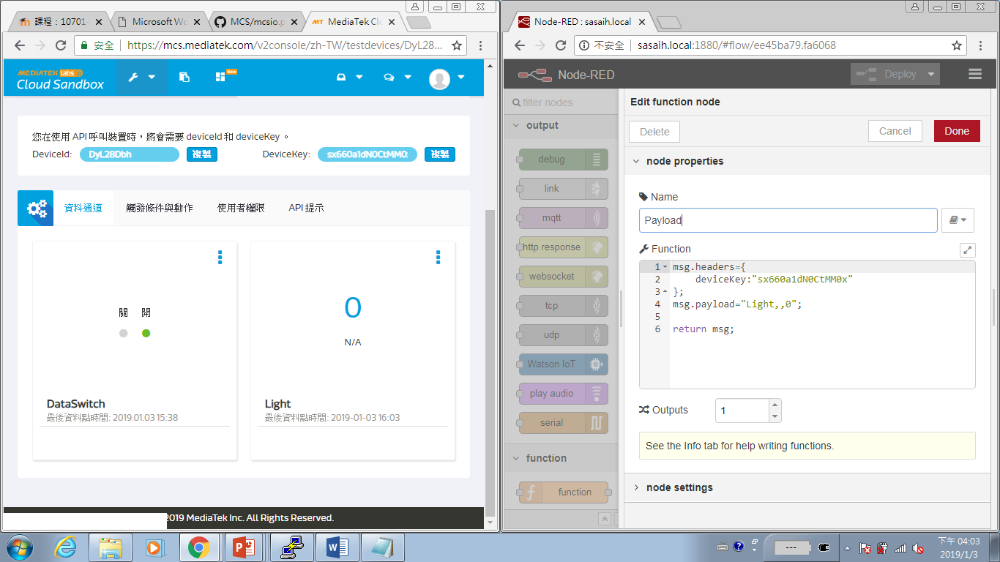 課程：10701-
Microsoft Wo
MCS/mcsio.p
MediaTek Clo
安全
https://mcs.mediatek.com/v2console/zh-TW/testdevices/DyL28...
MEDIATEK labs
Cloud Sandbox
New
您在使用 API 呼叫裝置時，將會需要 deviceId 和 deviceKey 。
DeviceId:
DyL28Dbh
複製
DeviceKey:
sx660a1dN0CtMM0
複製
資料通道
觸發條件與動作
使用者權限
API 提示
關 開
DataSwitch
最後資料點時間: 2019.01.03 15:38
0
N/A
Light
最後資料點時間: 2019-01-03 16:03
2019 MediaTek Inc. All Rights Reserved.
Node-RED : sasaih.local
不安全
sasaih.local:1880/#flow/ee45ba79.fa6068
Node-RED
Deploy
filter nodes
output
debug
link
mqtt
http response
websocket
tcp
udp
Watson IoT
play audio
serial
function
function
Edit function node
Delete
Cancel
Done
node properties
Name
Payload
Function
1 msg.headers={
2 deviceKey:"sx660a1dN0CtMM0x"
3 };
4 msg.payload="Light,,0";
5
6 return msg;
Outputs
1
See the Info tab for help writing functions.
node settings
---
下午 04:03
2019/1/3